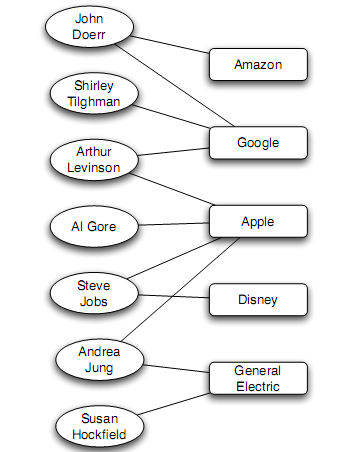 John
Doerr
Amazon
Shirley
Tilghman
Google
Arthur
Levinson
Al Gore
Apple
Steve
Jobs
Disney
Andrea
Jung
General
Electric
Susan
Hockfield